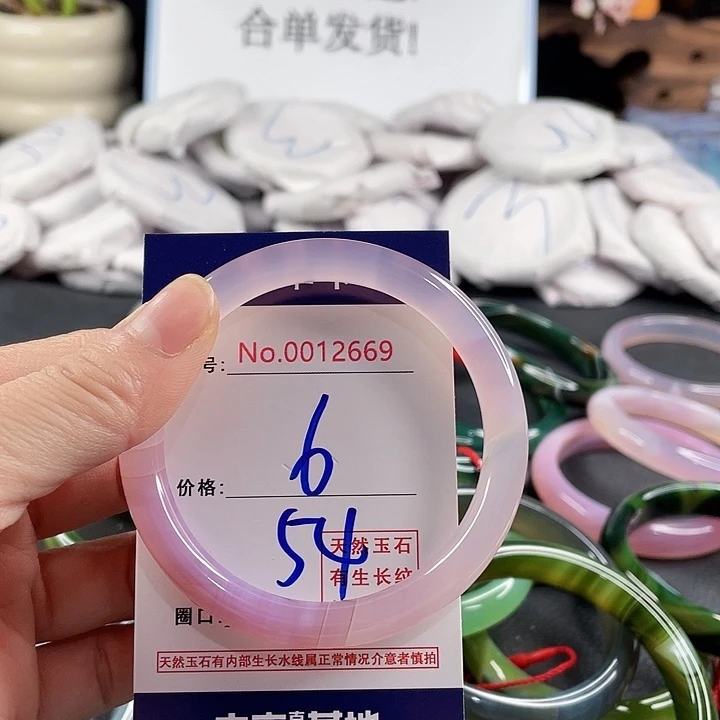 合单发货!
号: No.0012669
6
价格:
54
天然玉石
有生长纹
圈口:
天然玉石有内部生长水线属正常情况介意者慎拍